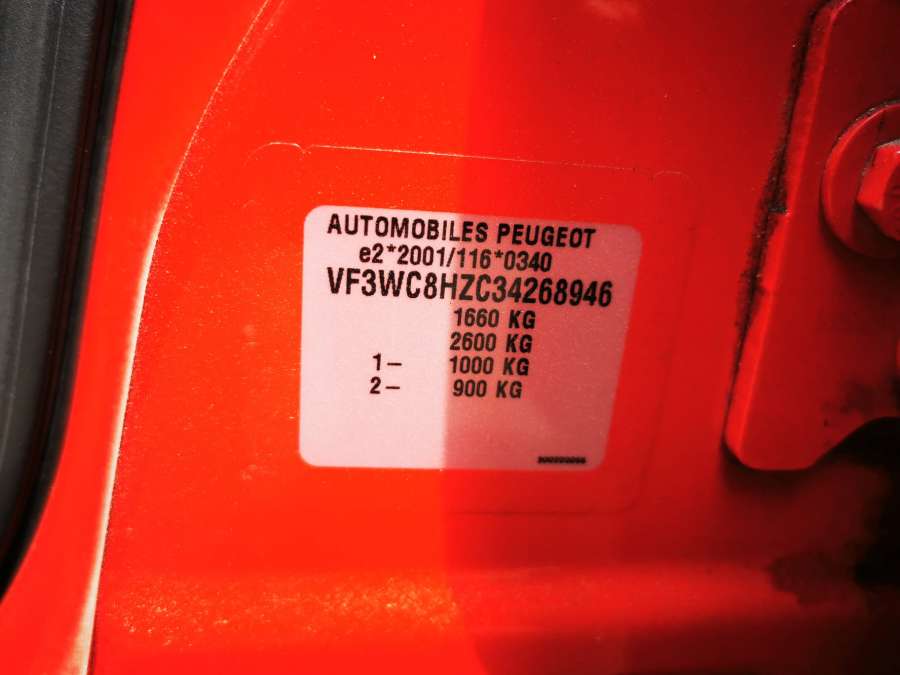 AUTOMOBILES PEUGEOT
e2*2001/116*0340
VF3WC8HZC34268946
1660 KG
2600 KG
1- 1000 KG
2- 900 KG